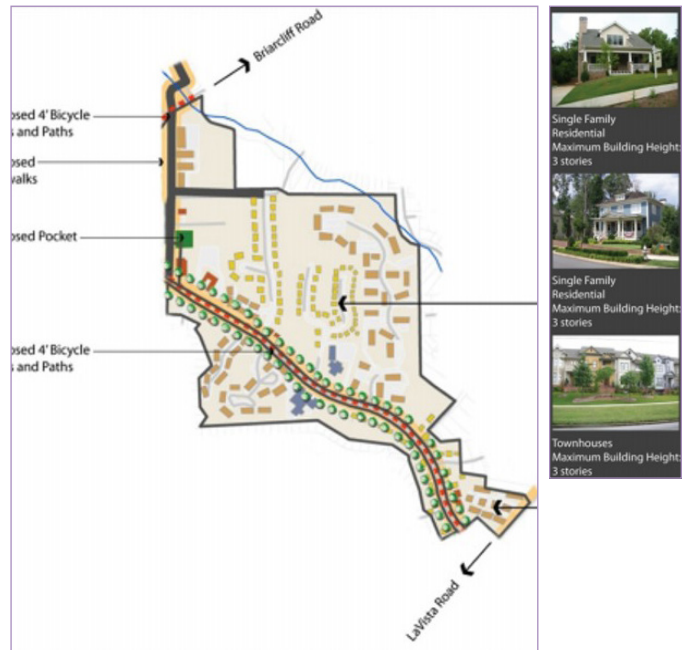 Briarcliff Road
osed 4' Bicycle
s and Paths
osed
valks
osed Pocket
osed 4' Bicycle
s and Paths
LaVista Road
Single Family
Residential
Maximum Building Height:
3 stories
Single Family
Residential
Maximum Building Height:
3 stories
Townhouses
Maximum Building Height:
3 stories